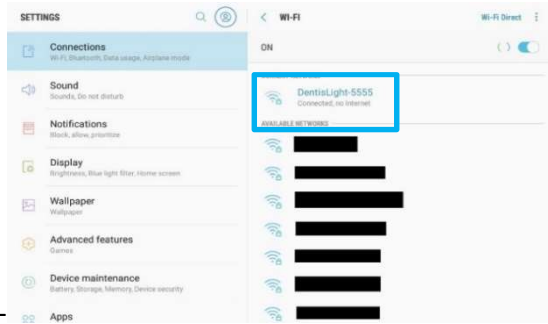 SETTINGS
Connections
Wi-Fi, Bluetooth, Data usage, Airplane mode
Sound
Sounds, Do not disturb
Notifications
Block, allow, prioritize
Display
Brightness, Blue light filter, Home screen
Wallpaper
Wallpaper
Advanced features
Games
Device maintenance
Battery, Storage, Memory, Device security
Apps
WI-FI
Wi-Fi Direct
ON
DentisLight-5555
Connected, no internet
AVAILABLE NETWORKS